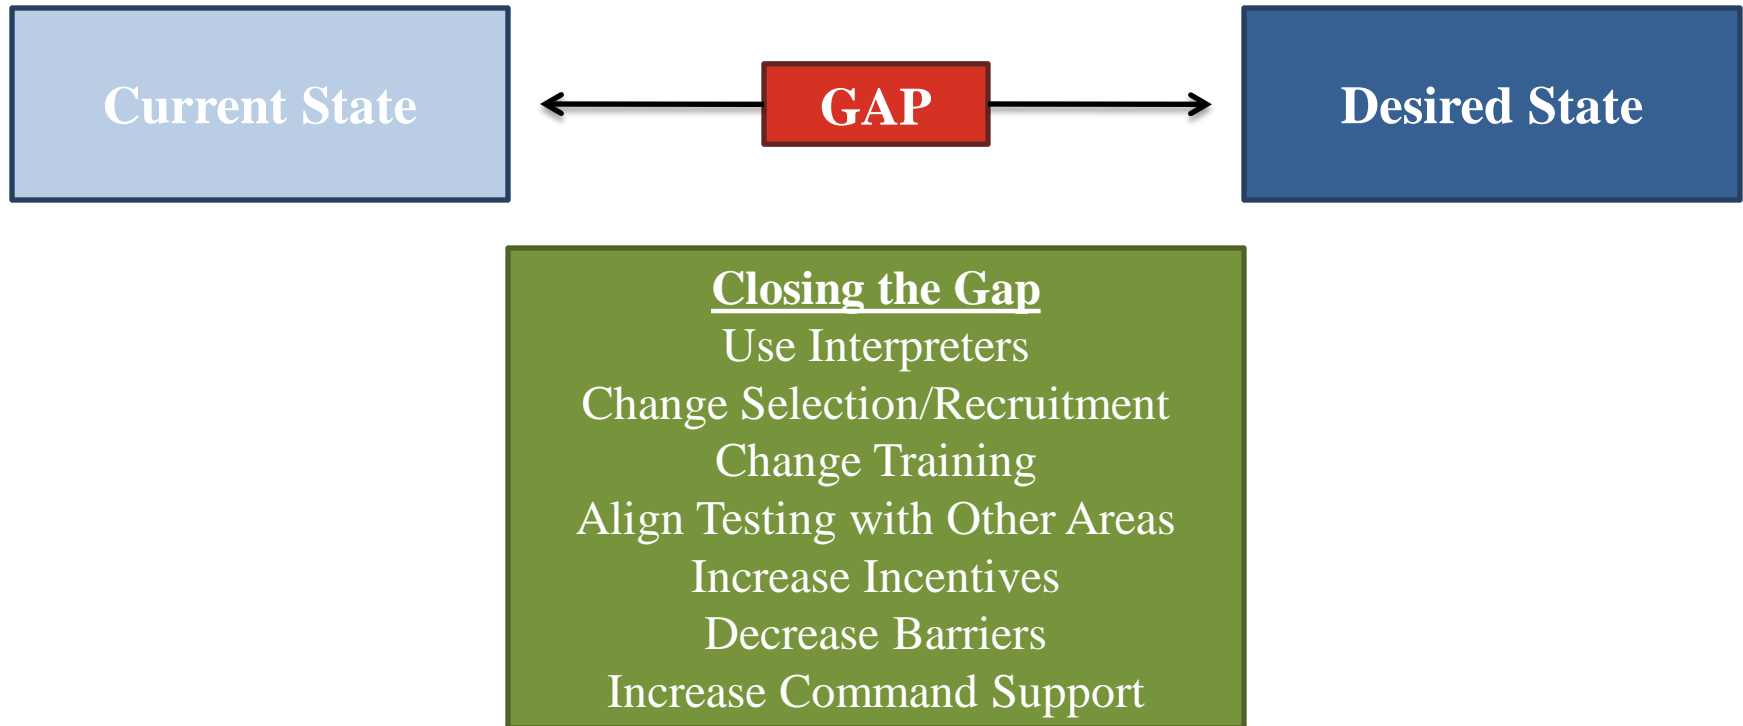 Current State
GAP
Desired State
Closing the Gap
Use Interpreters
Change Selection/Recruitment
Change Training
Align Testing with Other Areas
Increase Incentives
Decrease Barriers
Increase Command Support